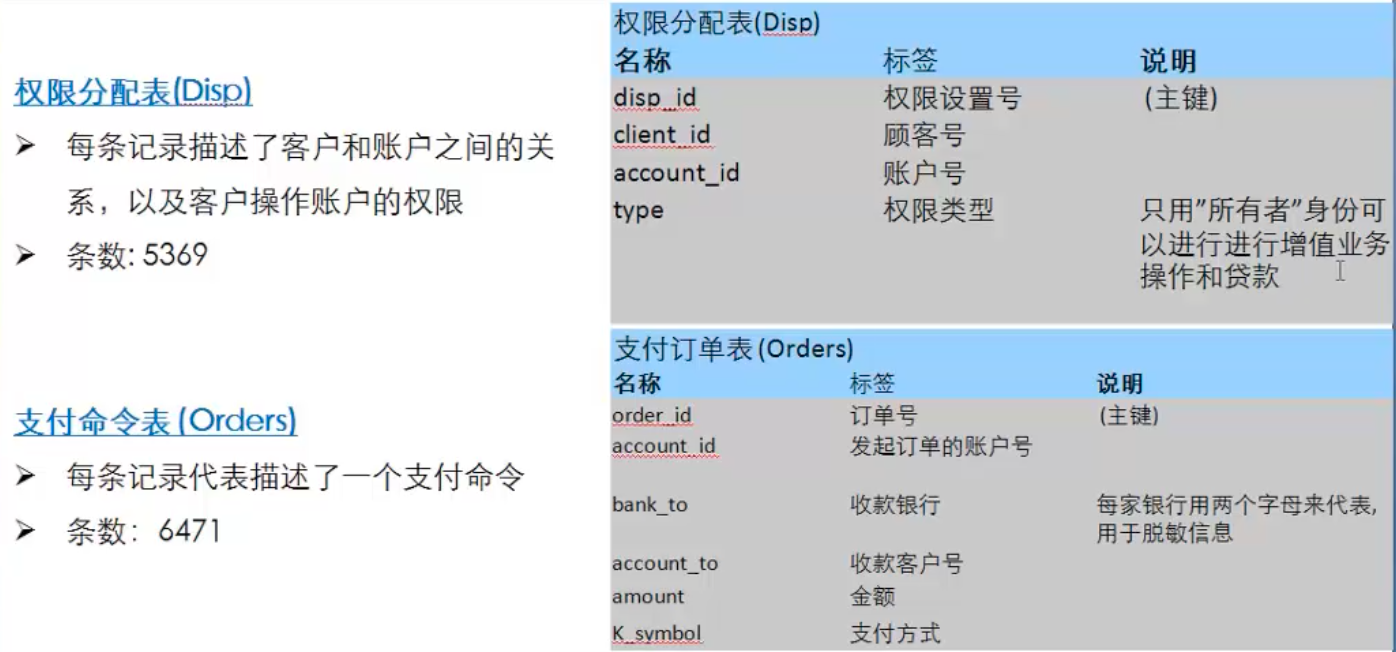 权限分配表(Disp)
➢ 每条记录描述了客户和账户之间的关
系，以及客户操作账户的权限
➢ 条数: 5369
支付命令表 (Orders)
➢ 每条记录代表描述了一个支付命令
➢ 条数：6471
权限分配表(Disp)
名称 标签 说明
disp_id 权限设置号 (主键)
client_id 顾客号
account_id 账户号
type 权限类型 只用”所有者”身份可
以进行进行增值业务
操作和贷款
支付订单表(Orders)
名称 标签 说明
order_id 订单号 (主键)
account_id 发起订单的账户号
bank_to 收款银行 每家银行用两个字母来代表,
用于脱敏信息
account_to 收款客户号
amount 金额
K_symbol 支付方式